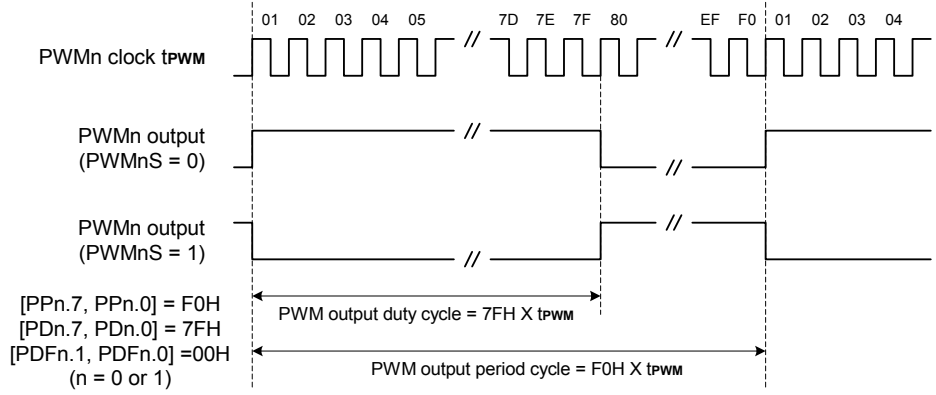 01 02 03 04 05 7D 7E 7F 80 EF F0 01 02 03 04
PWMn clock tPWM
PWMn output
(PWMnS = 0)
PWMn output
(PWMnS = 1)
[PPn.7, PPn.0] = F0H
[PDn.7, PDn.0] = 7FH
[PDFn.1, PDFn.0] =00H
(n = 0 or 1)
PWM output duty cycle = 7FH X tPWM
PWM output period cycle = F0H X tPWM